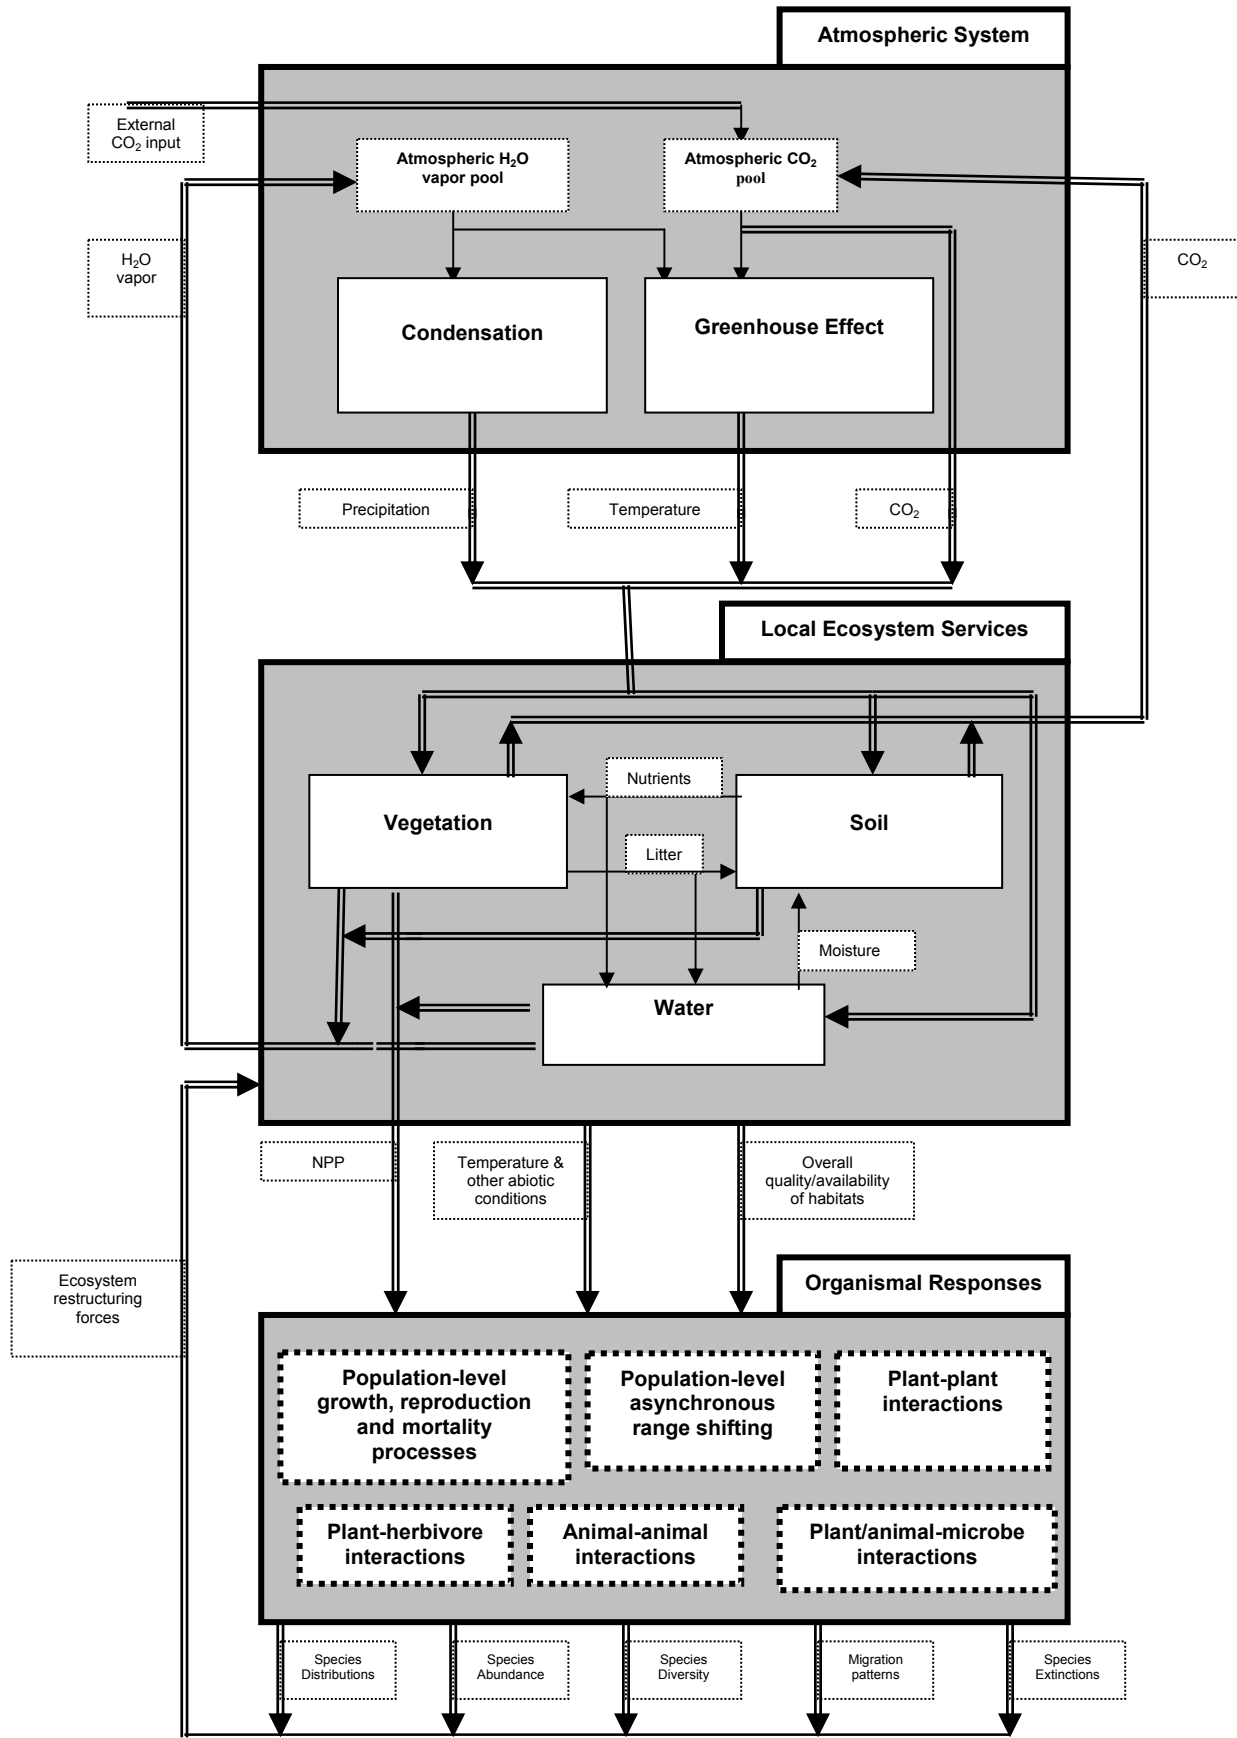 Atmospheric System
External
CO₂ input
Atmospheric H₂O
vapor pool
Atmospheric CO₂
pool
H₂O
vapor
CO₂
Condensation
Greenhouse Effect
Precipitation
Temperature
CO₂
Local Ecosystem Services
Nutrients
Vegetation
Soil
Litter
Moisture
Water
NPP
Temperature &
other abiotic
conditions
Overall
quality/availability
of habitats
Ecosystem
restructuring
forces
Organismal Responses
Population-level
growth, reproduction
and mortality
processes
Population-level
asynchronous
range shifting
Plant-plant
interactions
Plant-herbivore
interactions
Animal-animal
interactions
Plant/animal-microbe
interactions
Species
Distributions
Species
Abundance
Species
Diversity
Migration
patterns
Species
Extinctions